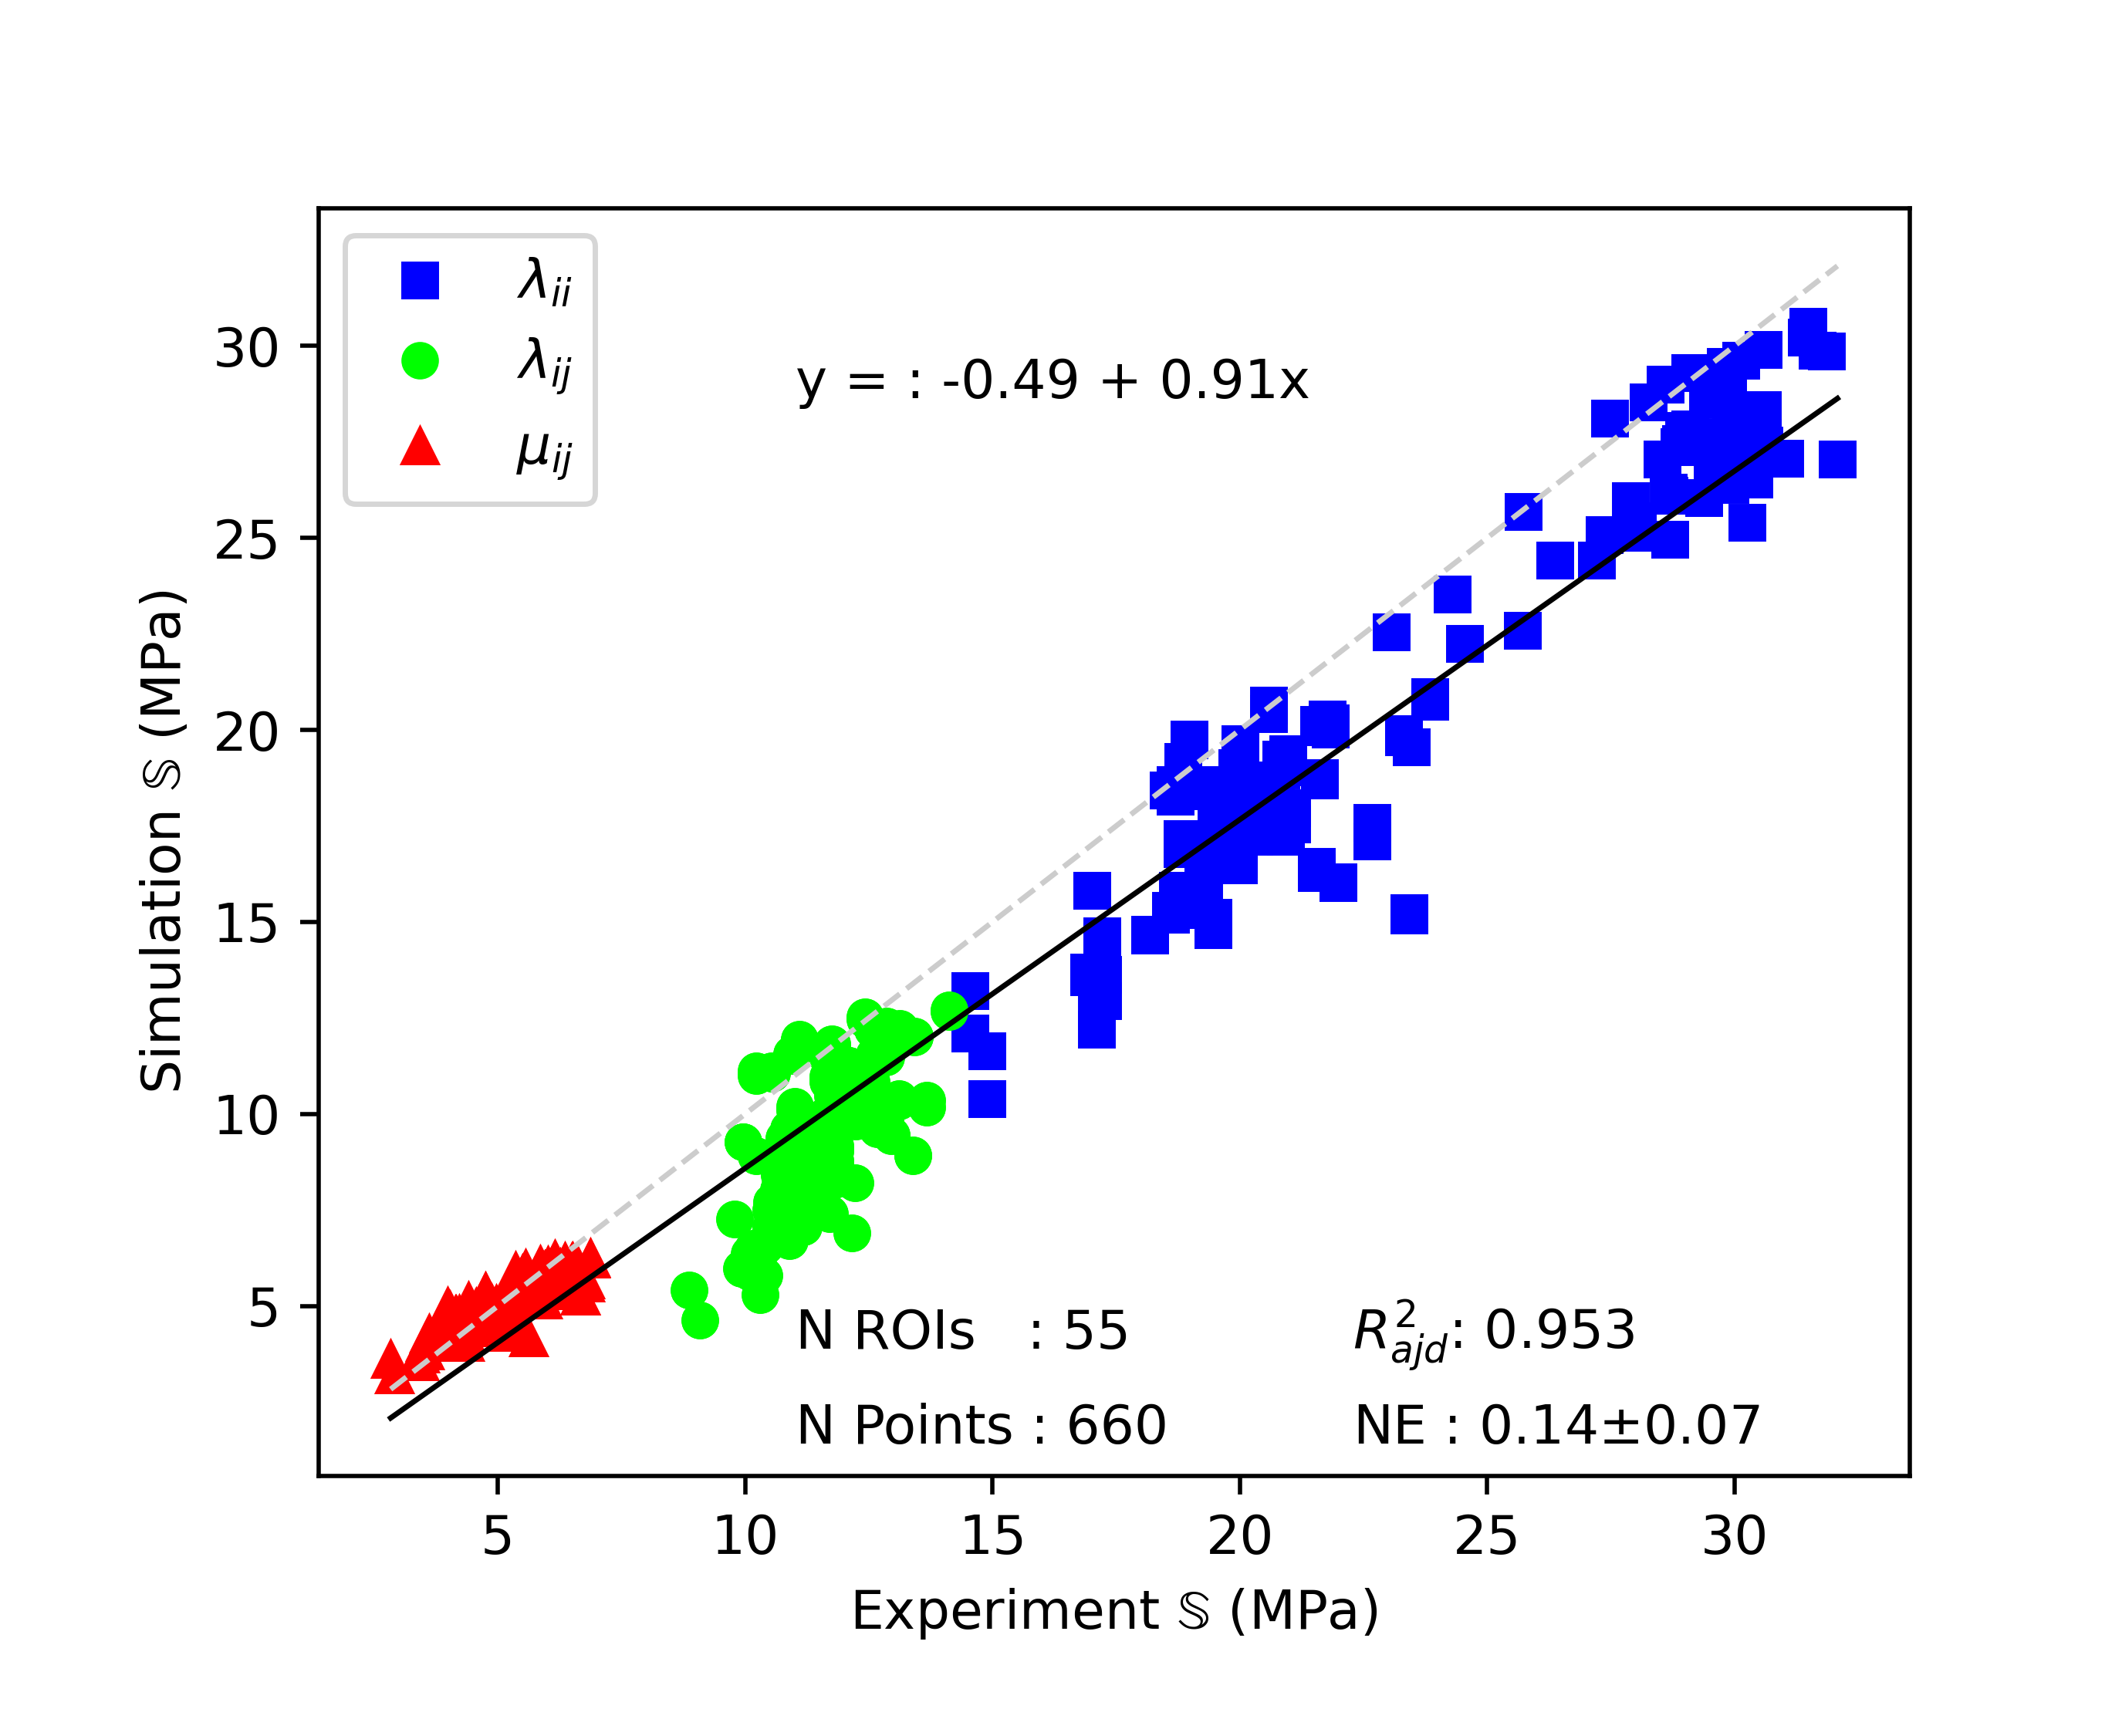 λii
λij
μij
y = : -0.49 + 0.91x
30
25
20
15
10
5
Simulation 𝕊 (MPa)
N ROIs : 55
R²ajd: 0.953
N Points : 660
NE : 0.14±0.07
5 10 15 20 25 30
Experiment 𝕊 (MPa)